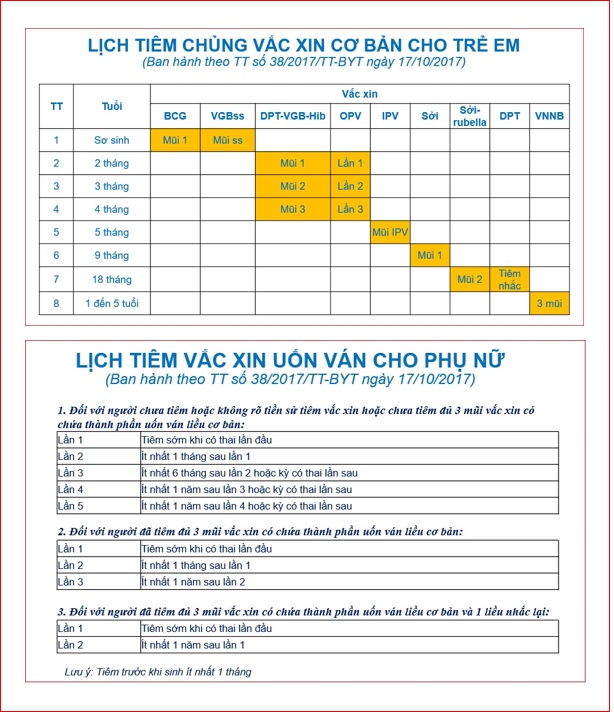 LỊCH TIÊM CHỦNG VẮC XIN CƠ BẢN CHO TRẺ EM
(Ban hành theo TT số 38/2017/TT-BYT ngày 17/10/2017)
TT Tuổi Vắc xin
BCG VGBss DPT-VGB-Hib OPV IPV Sởi Sởi-rubella DPT VNNB
1 Sơ sinh Mũi 1 Mũi ss
2 2 tháng Mũi 1 Lần 1
3 3 tháng Mũi 2 Lần 2
4 4 tháng Mũi 3 Lần 3
5 5 tháng Mũi IPV
6 9 tháng Mũi 1
7 18 tháng Mũi 2 Tiêm nhắc
8 1 đến 5 tuổi 3 mũi
LỊCH TIÊM VẮC XIN UỐN VÁN CHO PHỤ NỮ
(Ban hành theo TT số 38/2017/TT-BYT ngày 17/10/2017)
1. Đối với người chưa tiêm hoặc không rõ tiền sử tiêm vắc xin hoặc chưa tiêm đủ 3 mũi vắc xin có
chứa thành phần uốn ván liều cơ bản:
Lần 1 Tiêm sớm khi có thai lần đầu
Lần 2 Ít nhất 1 tháng sau lần 1
Lần 3 Ít nhất 6 tháng sau lần 2 hoặc kỳ có thai lần sau
Lần 4 Ít nhất 1 năm sau lần 3 hoặc kỳ có thai lần sau
Lần 5 Ít nhất 1 năm sau lần 4 hoặc kỳ có thai lần sau
2. Đối với người đã tiêm đủ 3 mũi vắc xin có chứa thành phần uốn ván liều cơ bản:
Lần 1 Tiêm sớm khi có thai lần đầu
Lần 2 Ít nhất 1 tháng sau lần 1
Lần 3 Ít nhất 1 năm sau lần 2
3. Đối với người đã tiêm đủ 3 mũi vắc xin có chứa thành phần uốn ván liều cơ bản và 1 liều nhắc lại:
Lần 1 Tiêm sớm khi có thai lần đầu
Lần 2 Ít nhất 1 năm sau lần 1
Lưu ý: Tiêm trước khi sinh ít nhất 1 tháng